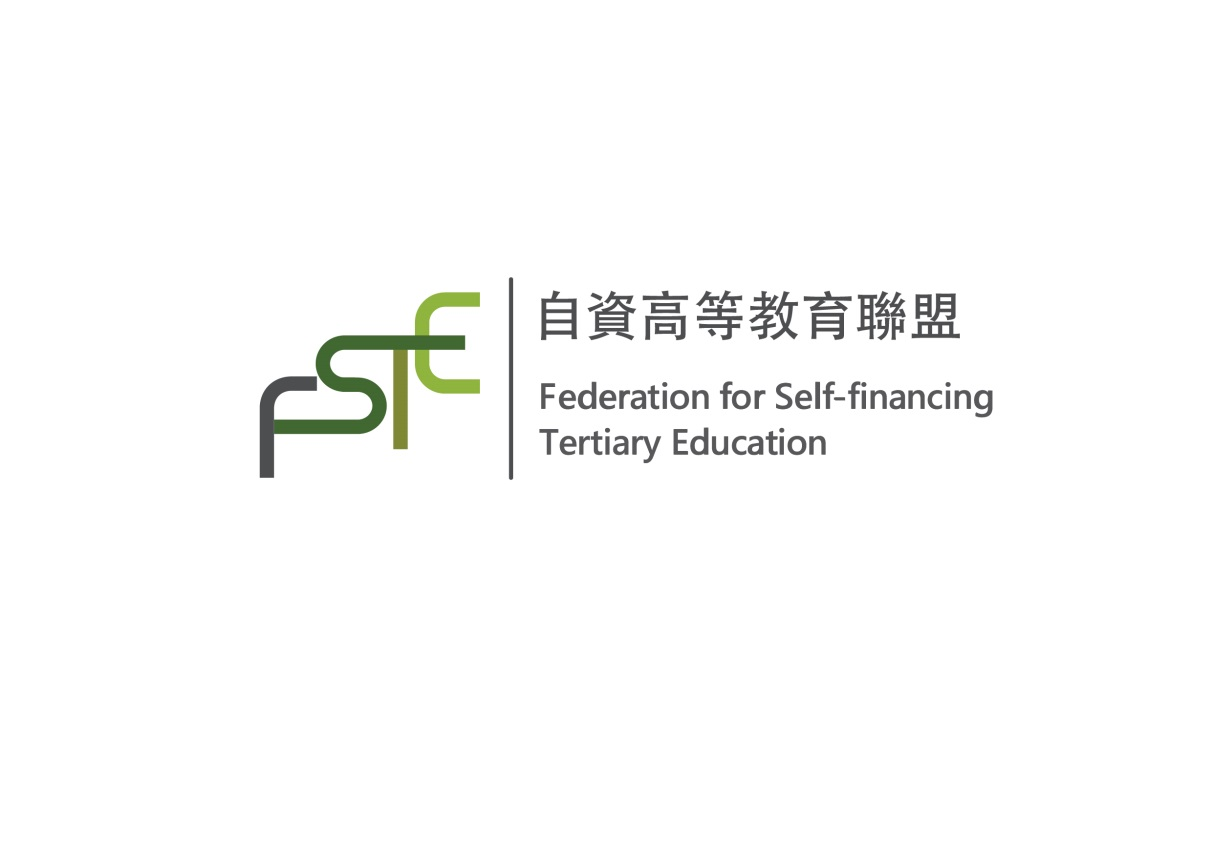 FSTE
自資高等教育聯盟
Federation for Self-financing
Tertiary Education